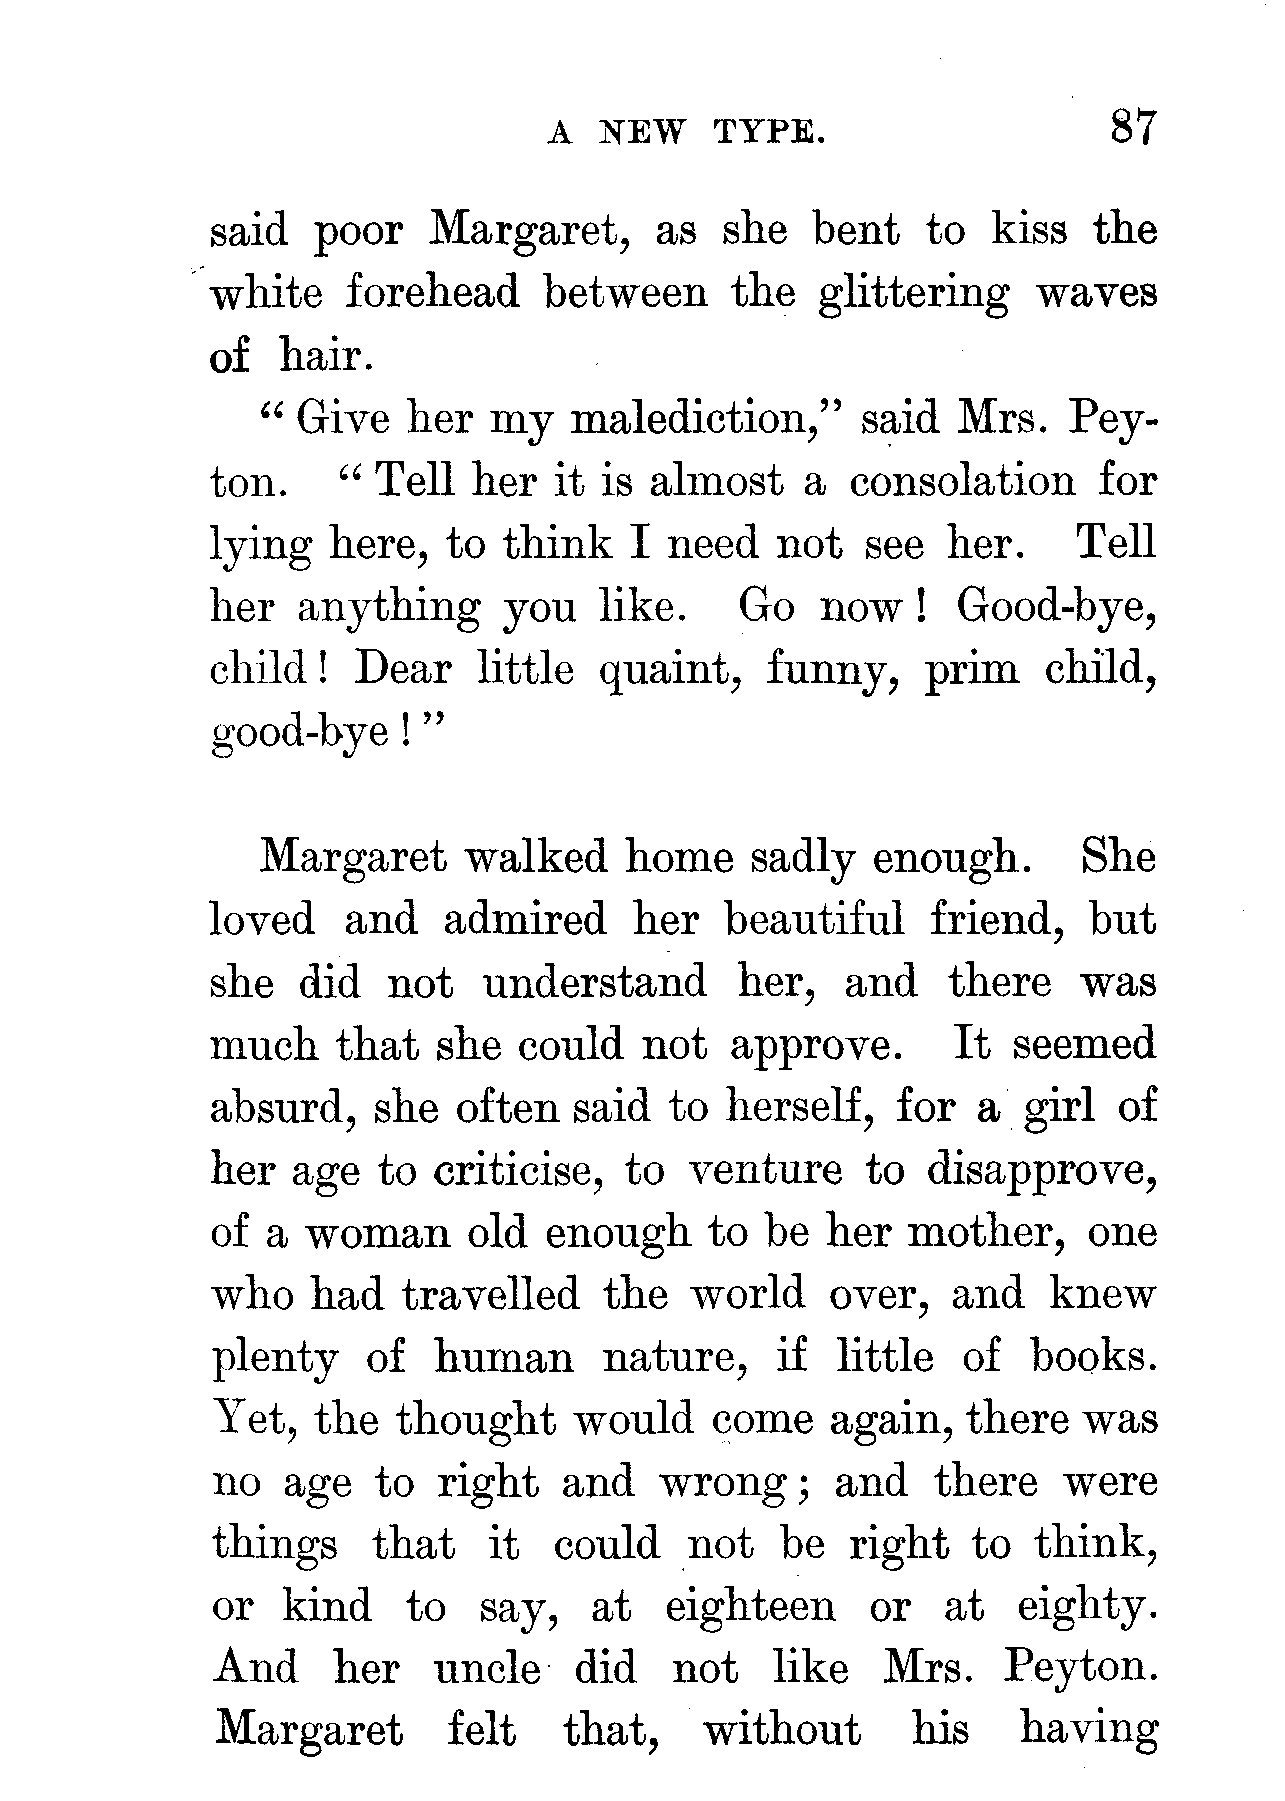 A NEW TYPE. 87
said poor Margaret, as she bent to kiss the
white forehead between the glittering waves
of hair.
“ Give her my malediction,” said Mrs. Pey-
ton. “ Tell her it is almost a consolation for
lying here, to think I need not see her. Tell
her anything you like. Go now ! Good-bye,
child ! Dear little quaint, funny, prim child,
good-bye ! ”
Margaret walked home sadly enough. She
loved and admired her beautiful friend, but
she did not understand her, and there was
much that she could not approve. It seemed
absurd, she often said to herself, for a girl of
her age to criticise, to venture to disapprove,
of a woman old enough to be her mother, one
who had travelled the world over, and knew
plenty of human nature, if little of books.
Yet, the thought would come again, there was
no age to right and wrong ; and there were
things that it could not be right to think,
or kind to say, at eighteen or at eighty.
And her uncle did not like Mrs. Peyton.
Margaret felt that, without his having